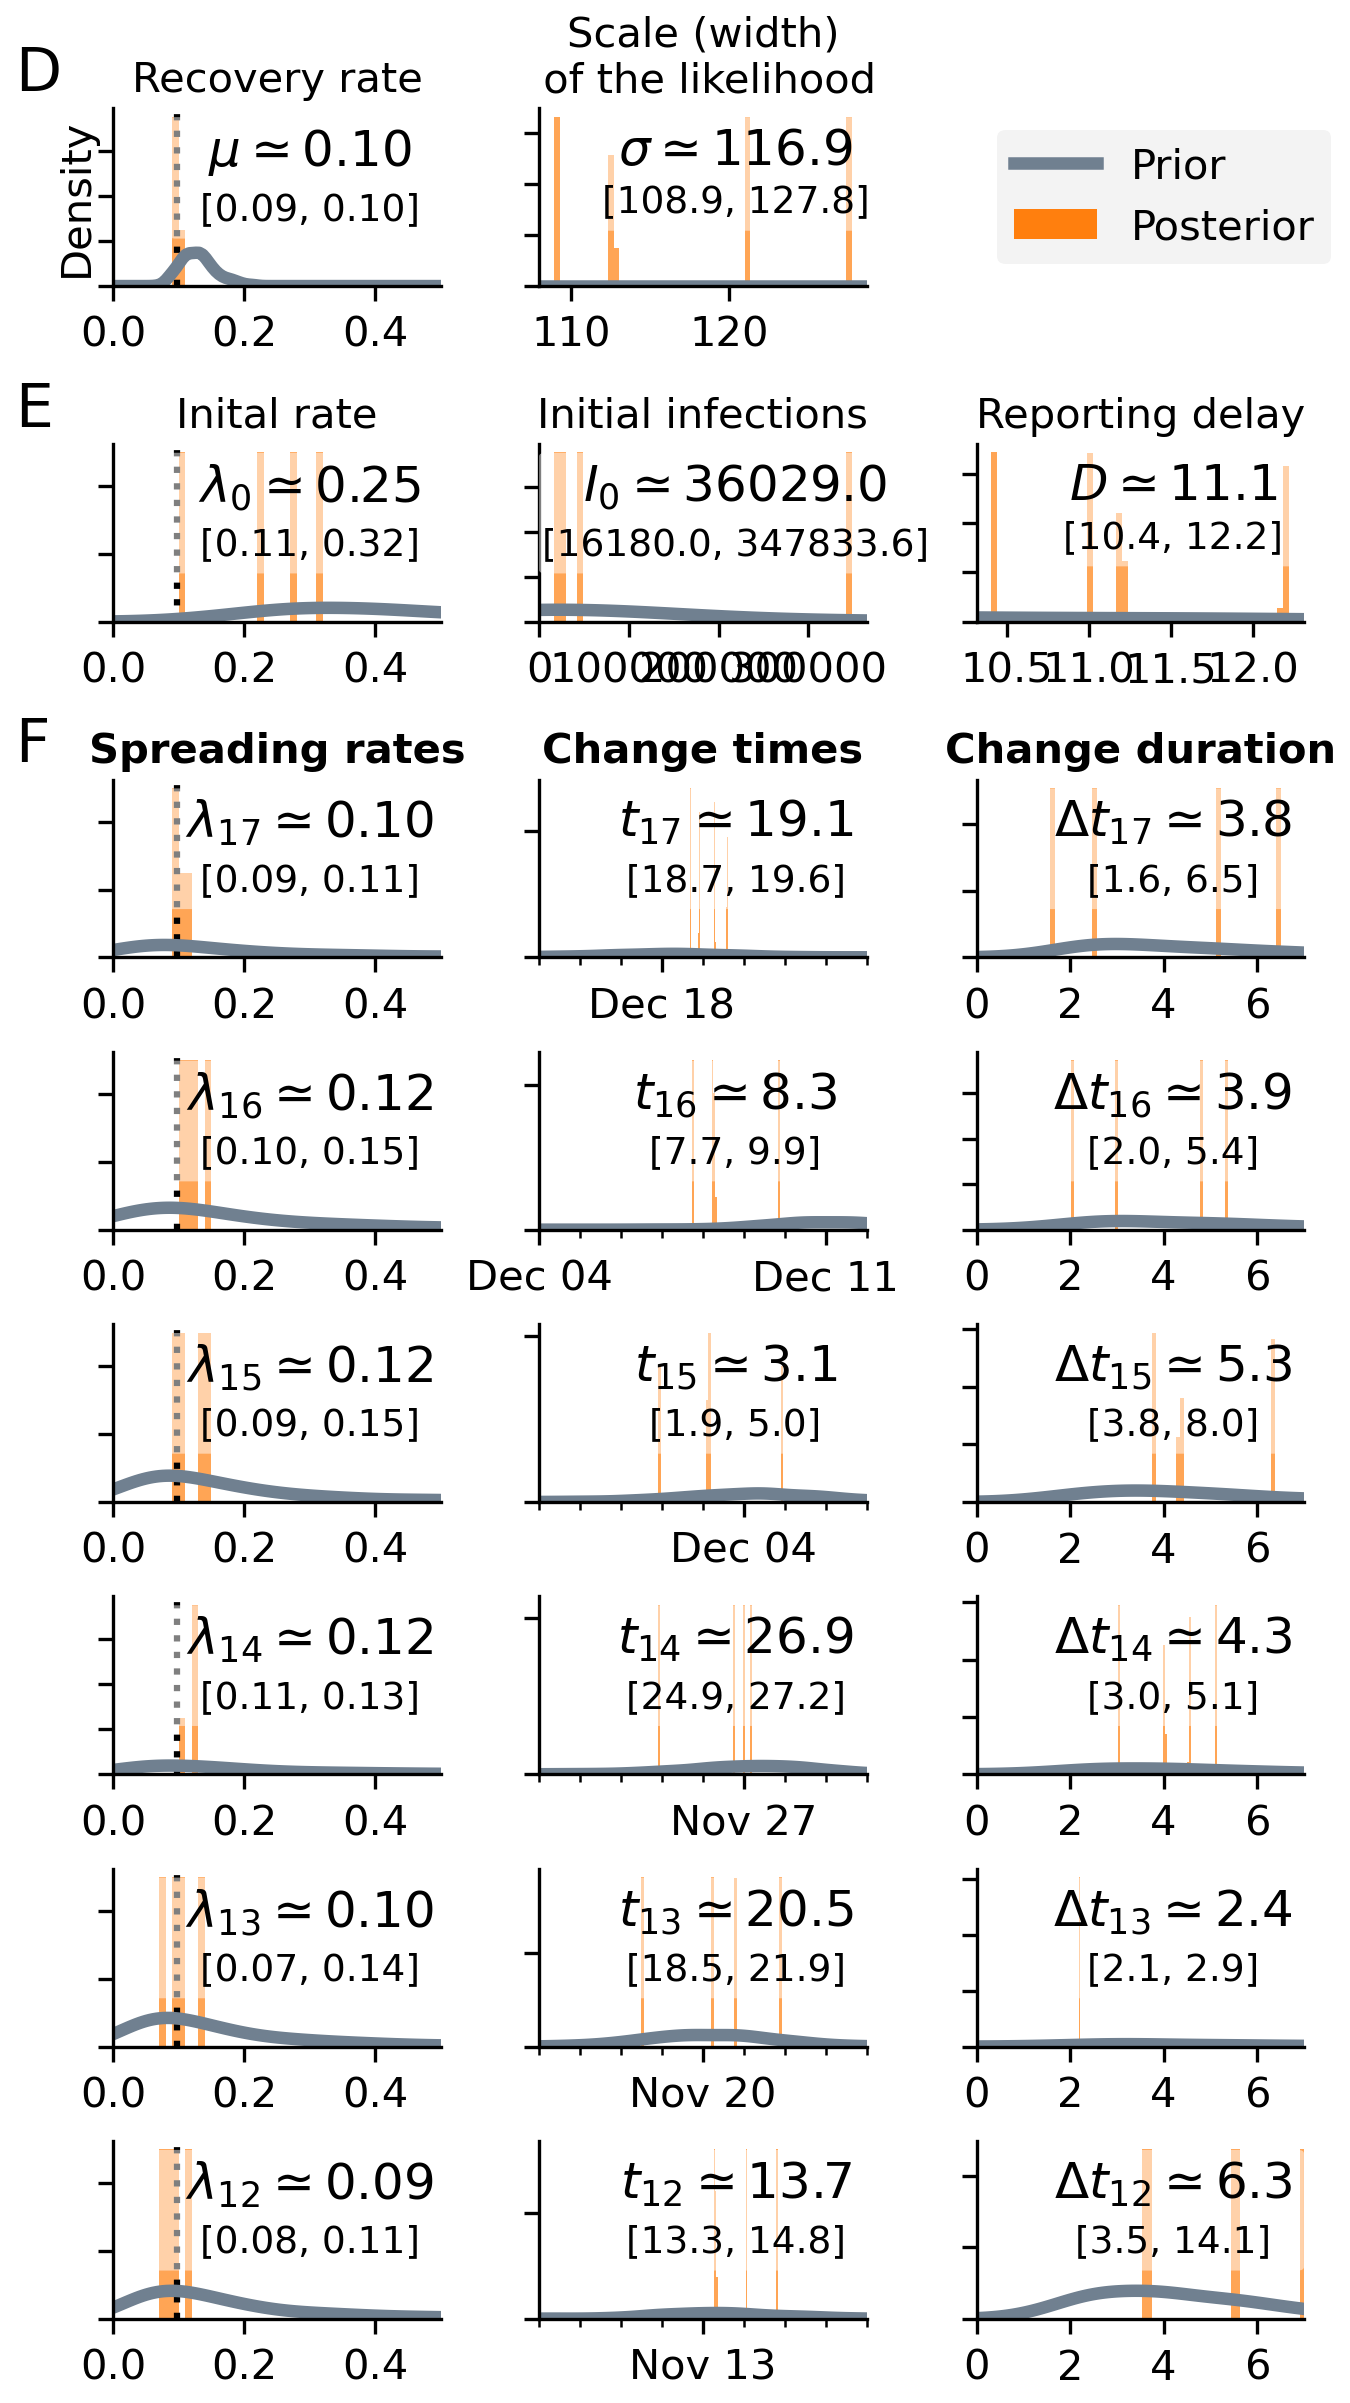 D
Recovery rate
Scale (width)
of the likelihood
Density
μ ≃ 0.10
[0.09, 0.10]
0.0 0.2 0.4
σ ≃ 116.9
[108.9, 127.8]
110 120
Prior
Posterior
E
Inital rate
λ0 ≃ 0.25
[0.11, 0.32]
0.0 0.2 0.4
Initial infections
I0 ≃ 36029.0
[16180.0, 347833.6]
0 100000 200000 300000
Reporting delay
D ≃ 11.1
[10.4, 12.2]
10.5 11.0 11.5 12.0
F
Spreading rates Change times Change duration
λ17 ≃ 0.10
[0.09, 0.11]
0.0 0.2 0.4
t17 ≃ 19.1
[18.7, 19.6]
Dec 18
Δt17 ≃ 3.8
[1.6, 6.5]
0 2 4 6
λ16 ≃ 0.12
[0.10, 0.15]
0.0 0.2 0.4
t16 ≃ 8.3
[7.7, 9.9]
Dec 04 Dec 11
Δt16 ≃ 3.9
[2.0, 5.4]
0 2 4 6
λ15 ≃ 0.12
[0.09, 0.15]
0.0 0.2 0.4
t15 ≃ 3.1
[1.9, 5.0]
Dec 04
Δt15 ≃ 5.3
[3.8, 8.0]
0 2 4 6
λ14 ≃ 0.12
[0.11, 0.13]
0.0 0.2 0.4
t14 ≃ 26.9
[24.9, 27.2]
Nov 27
Δt14 ≃ 4.3
[3.0, 5.1]
0 2 4 6
λ13 ≃ 0.10
[0.07, 0.14]
0.0 0.2 0.4
t13 ≃ 20.5
[18.5, 21.9]
Nov 20
Δt13 ≃ 2.4
[2.1, 2.9]
0 2 4 6
λ12 ≃ 0.09
[0.08, 0.11]
0.0 0.2 0.4
t12 ≃ 13.7
[13.3, 14.8]
Nov 13
Δt12 ≃ 6.3
[3.5, 14.1]
0 2 4 6